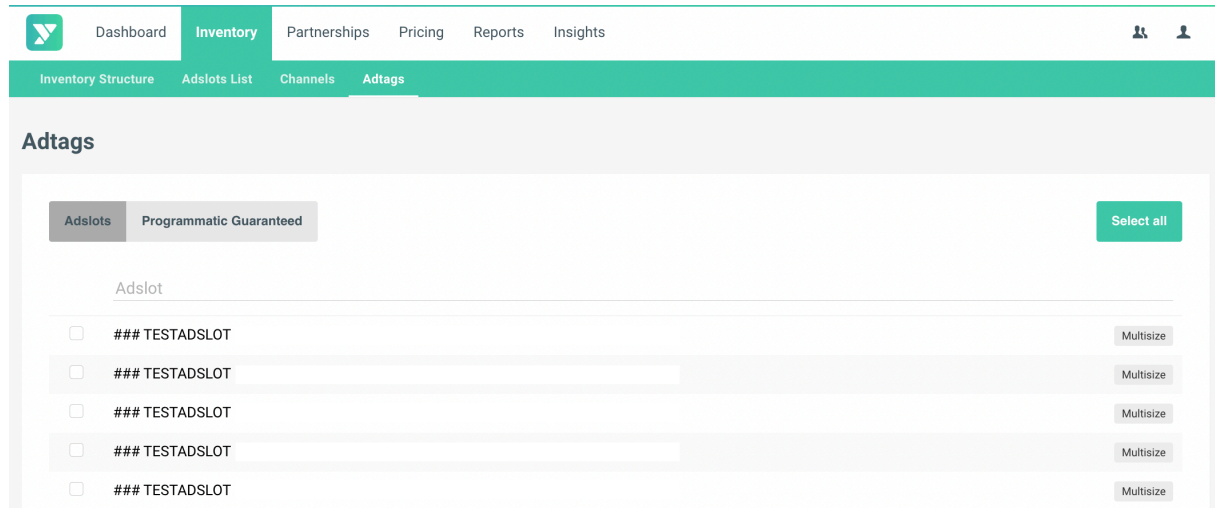 Dashboard Inventory Partnerships Pricing Reports Insights
Inventory Structure Adslots List Channels Adtags
Adtags
Adslots Programmatic Guaranteed Select all
Adslot
### TESTADSLOT Multisize
### TESTADSLOT Multisize
### TESTADSLOT Multisize
### TESTADSLOT Multisize
### TESTADSLOT Multisize